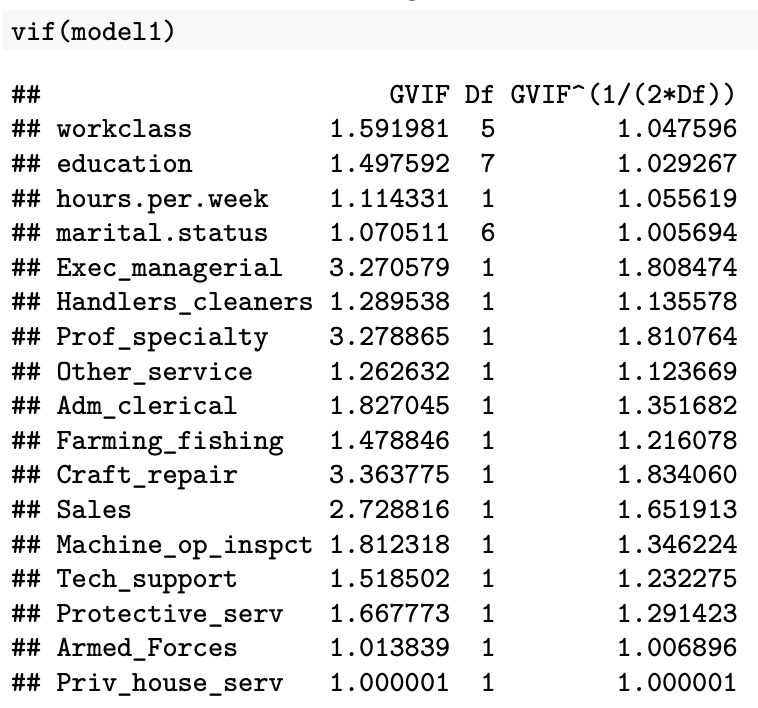 vif(model1)
## GVIF Df GVIF^(1/(2*Df))
## workclass 1.591981 5 1.047596
## education 1.497592 7 1.029267
## hours.per.week 1.114331 1 1.055619
## marital.status 1.070511 6 1.005694
## Exec_managerial 3.270579 1 1.808474
## Handlers_cleaners 1.289538 1 1.135578
## Prof_specialty 3.278865 1 1.810764
## Other_service 1.262632 1 1.123669
## Adm_clerical 1.827045 1 1.351682
## Farming_fishing 1.478846 1 1.216078
## Craft_repair 3.363775 1 1.834060
## Sales 2.728816 1 1.651913
## Machine_op_inspct 1.812318 1 1.346224
## Tech_support 1.518502 1 1.232275
## Protective_serv 1.667773 1 1.291423
## Armed_Forces 1.013839 1 1.006896
## Priv_house_serv 1.000001 1 1.000001